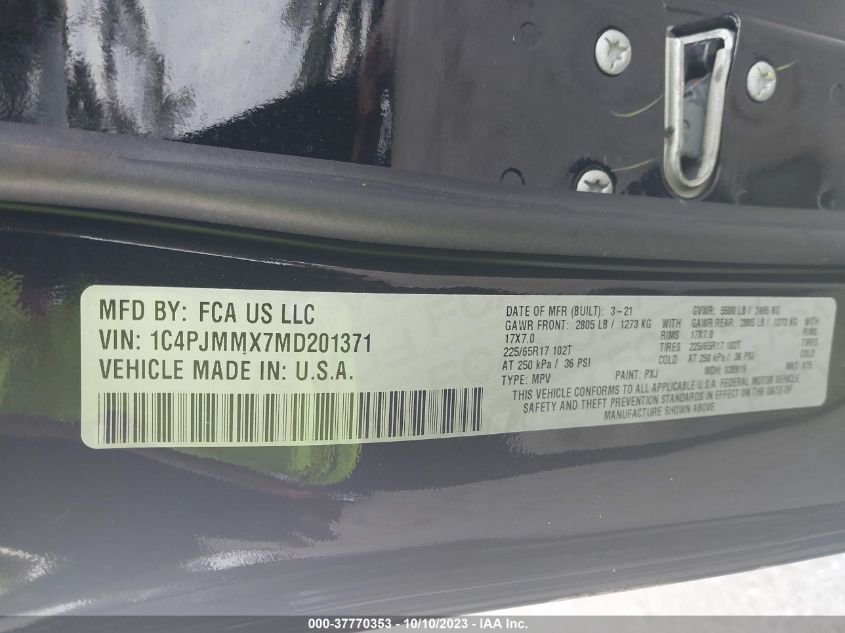 MFD BY: FCA US LLC
VIN: 1C4PJMMX7MD201371
VEHICLE MADE IN: U.S.A.
DATE OF MFR (BUILT): 3-21 GVWR: 5500 LB / 2495 KG
GAWR FRONT: 2805 LB / 1273 KG WITH GAWR REAR: 2805 LB / 1273 KG
17X7.0 RIMS 17X7.0
225/65R17 102T TIRES 225/65R17 102T
AT 250 kPa / 36 PSI COLD AT 250 kPa / 36 PSI
TYPE: MPV PAINT: PXJ MDH: 030919 MKT: 675
THIS VEHICLE CONFORMS TO ALL APPLICABLE U.S.A. FEDERAL MOTOR VEHICLE
SAFETY AND THEFT PREVENTION STANDARDS IN EFFECT ON THE DATE OF
MANUFACTURE SHOWN ABOVE.
000-37770353 - 10/10/2023 - IAA Inc.